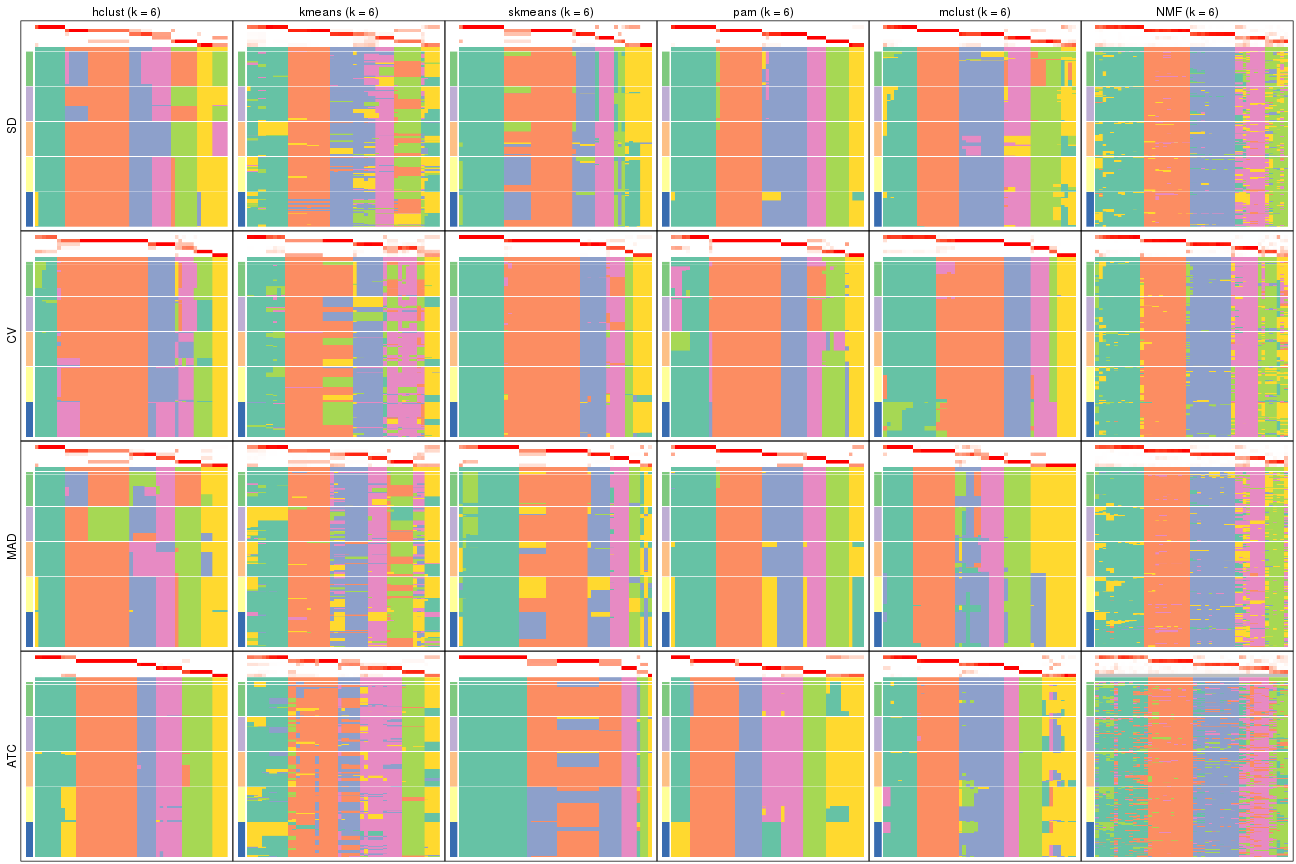 hclust (k = 6) kmeans (k = 6) skmeans (k = 6) pam (k = 6) mclust (k = 6) NMF (k = 6)
SD
CV
MAD
ATC